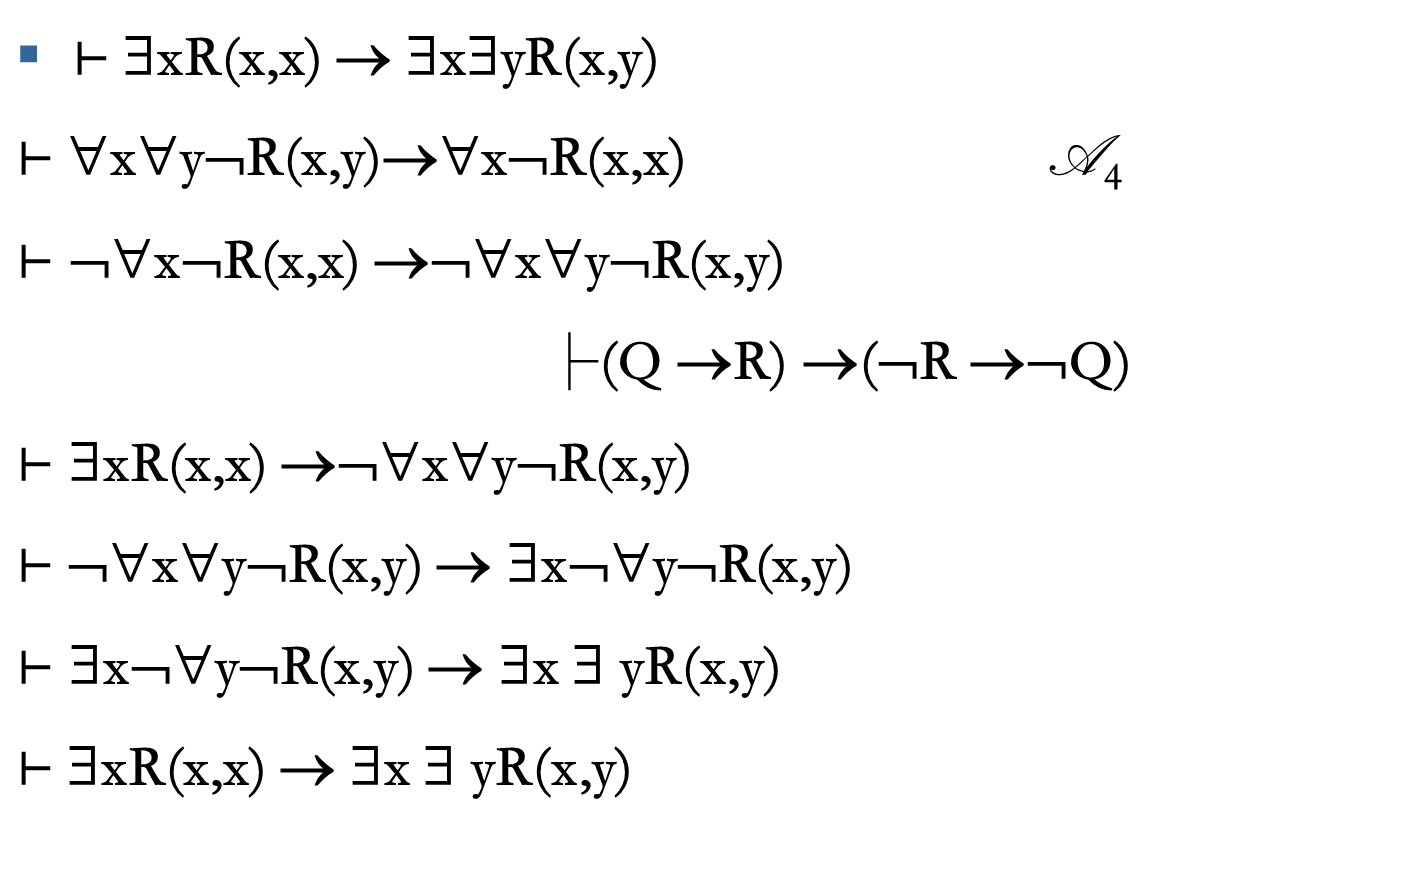 ▪ ⊢ ∃xR(x,x) → ∃x∃yR(x,y)
⊢ ∀x∀y¬R(x,y)→∀x¬R(x,x) 𝒜₄
⊢ ¬∀x¬R(x,x) →¬∀x∀y¬R(x,y)
⊢(Q →R) →(¬R →¬Q)
⊢ ∃xR(x,x) →¬∀x∀y¬R(x,y)
⊢ ¬∀x∀y¬R(x,y) → ∃x¬∀y¬R(x,y)
⊢ ∃x¬∀y¬R(x,y) → ∃x ∃ yR(x,y)
⊢ ∃xR(x,x) → ∃x ∃ yR(x,y)